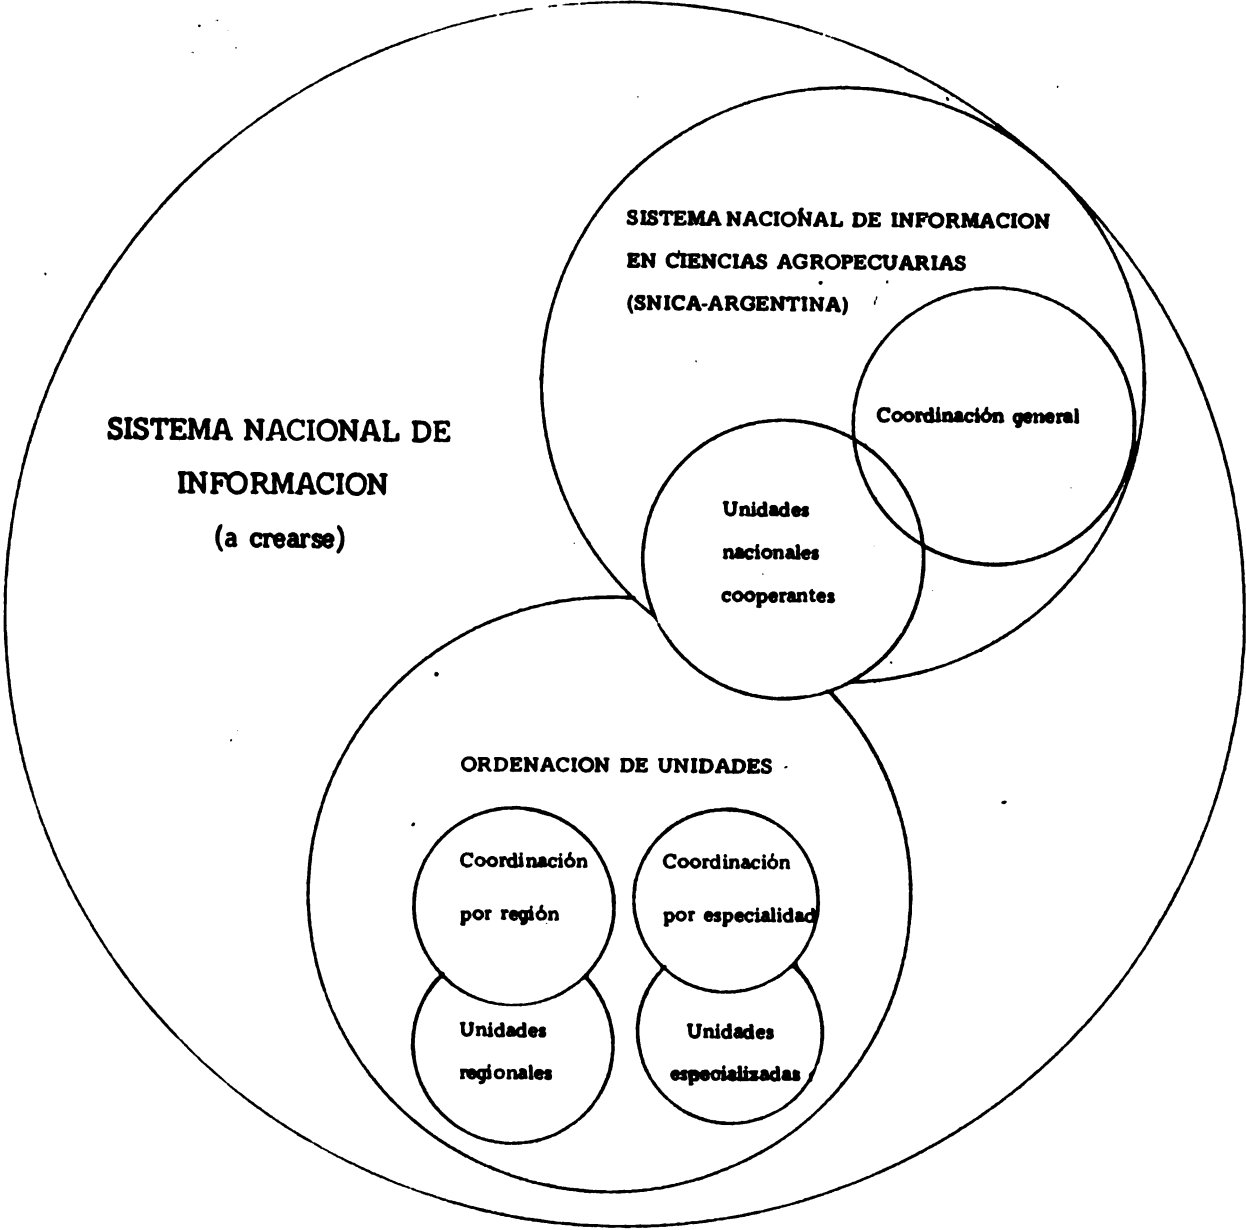 SISTEMA NACIONAL DE INFORMACION
EN CIENCIAS AGROPECUARIAS
(SNICA-ARGENTINA)
Coordinación general
SISTEMA NACIONAL DE
INFORMACION
(a crearse)
Unidades
nacionales
cooperantes
ORDENACION DE UNIDADES
Coordinación
por región
Coordinación
por especialidad
Unidades
regionales
Unidades
especializadas